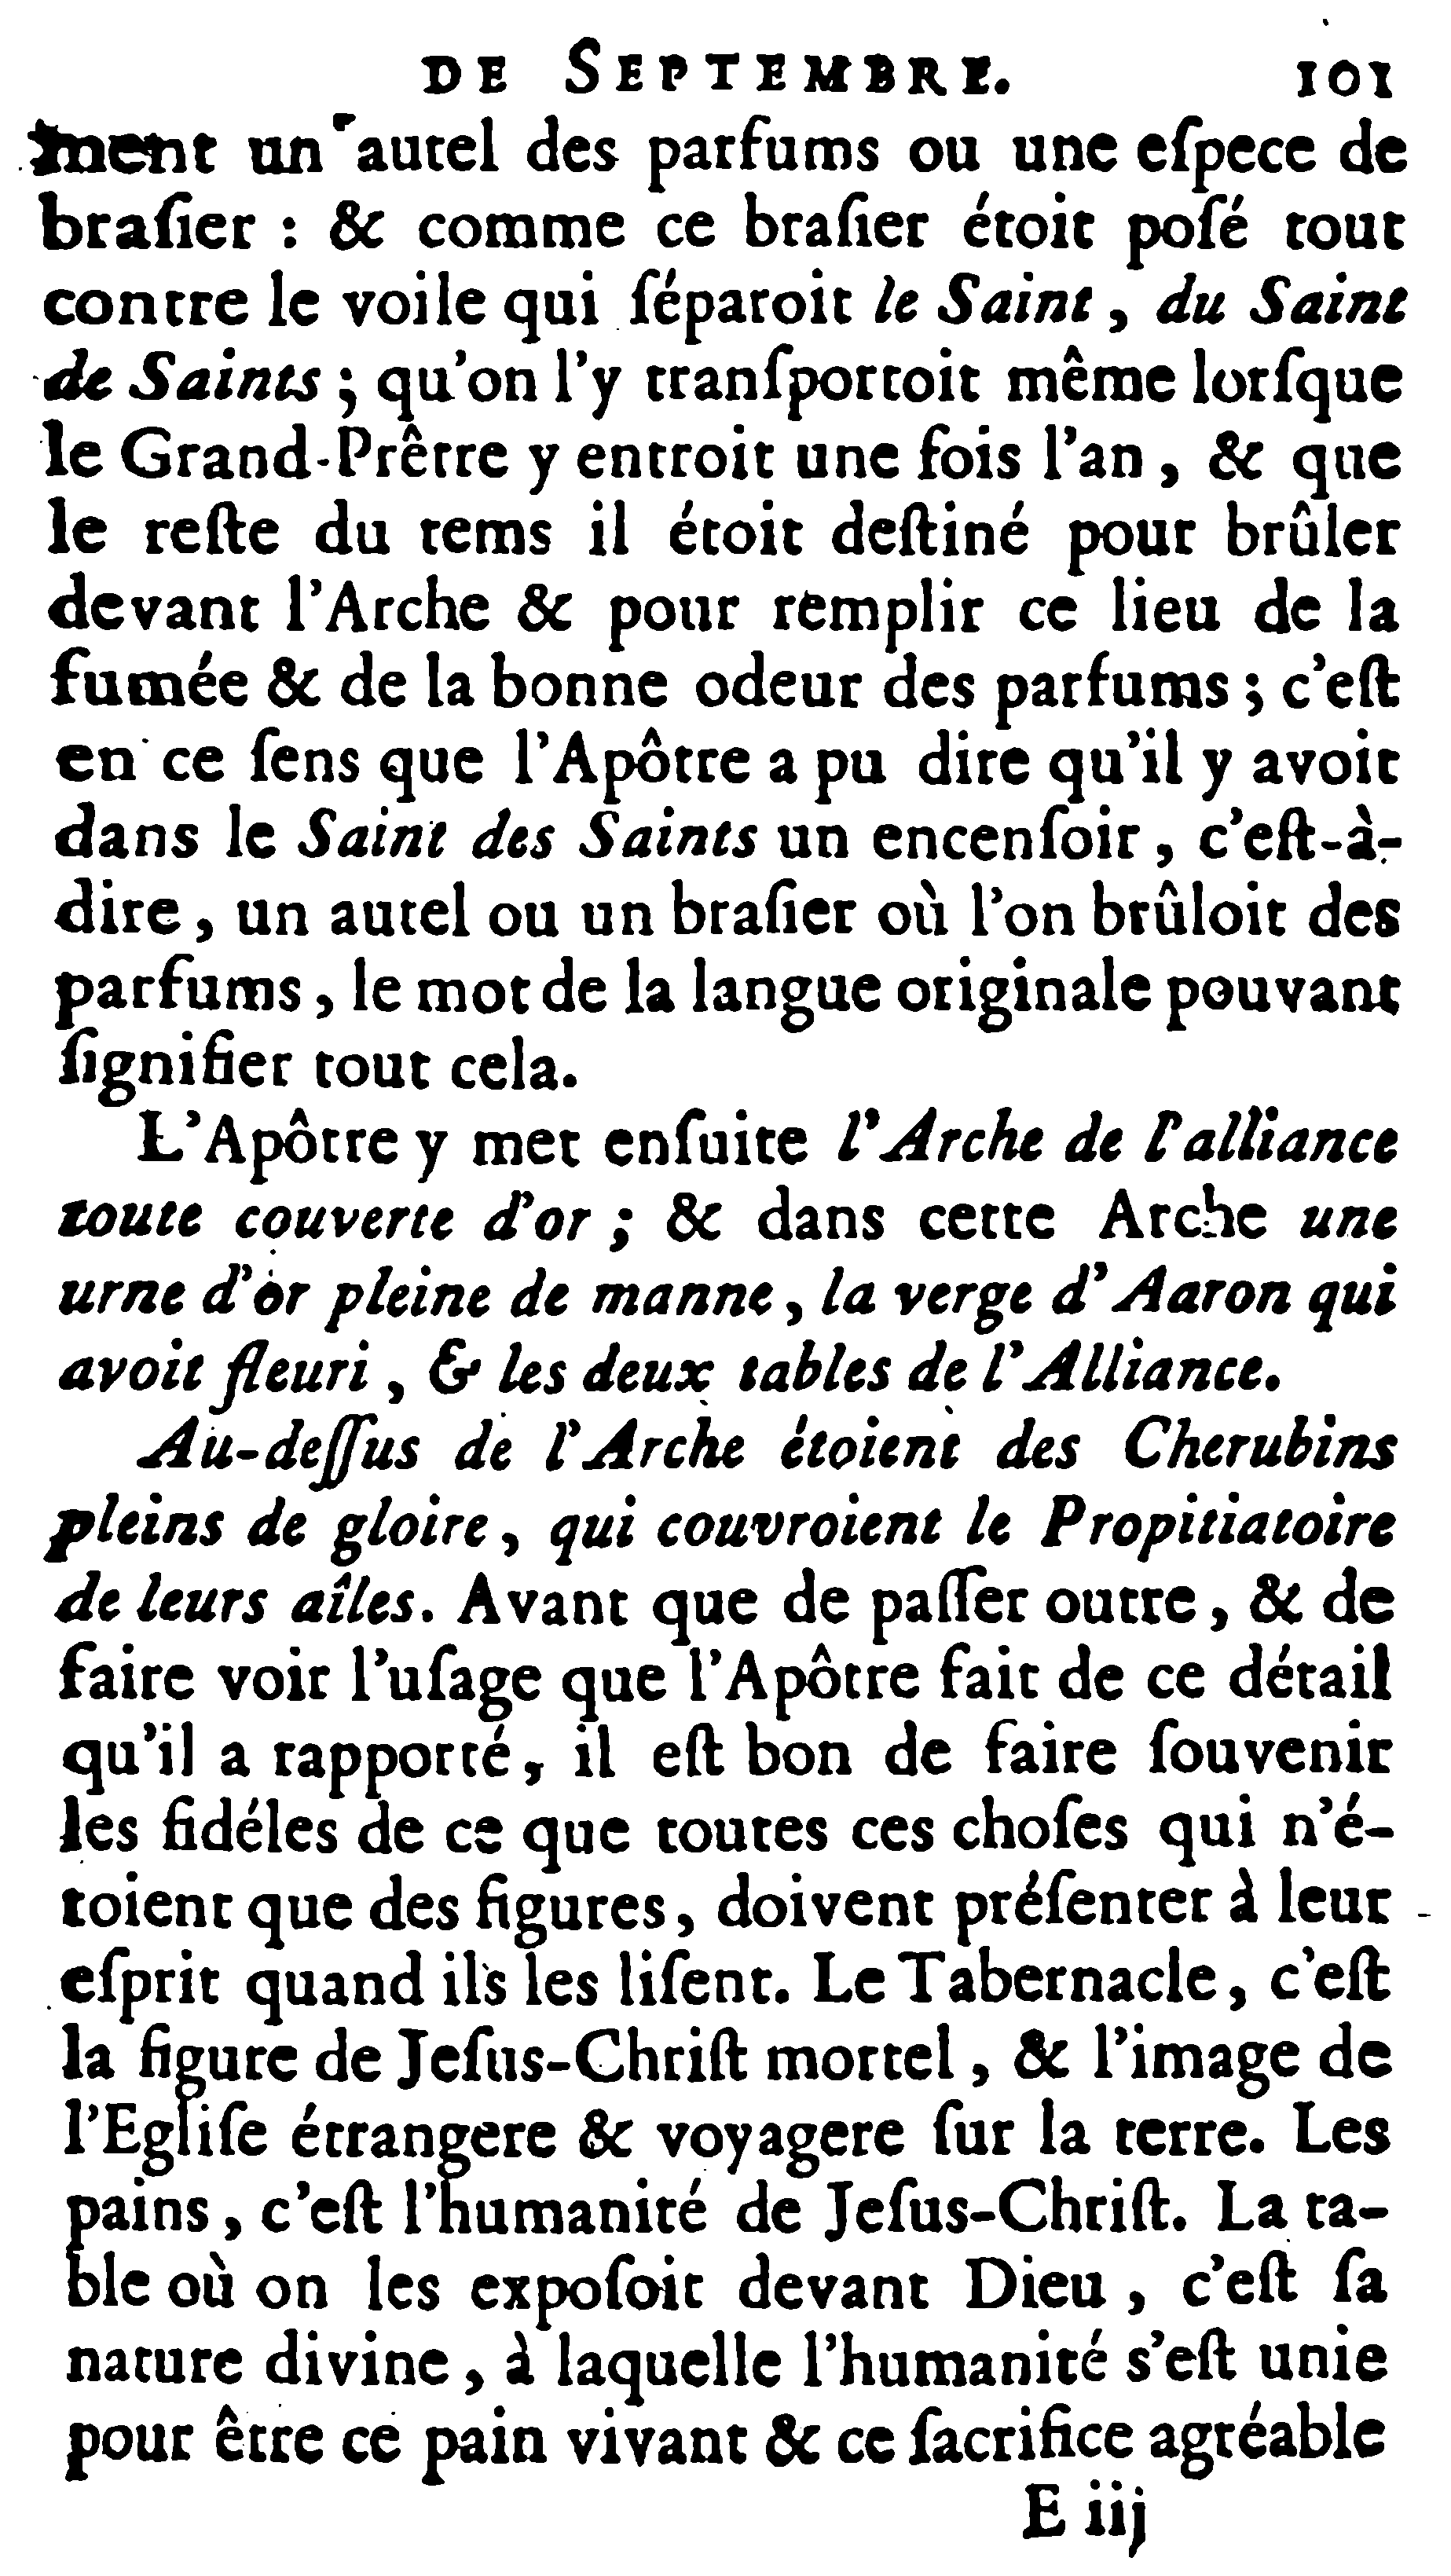 DE SEPTEMBRE. 101
ment un autel des parfums ou une eſpece de
braſier : & comme ce braſier étoit poſé tout
contre le voile qui ſéparoit le Saint, du Saint
de Saints ; qu'on l'y tranſportoit même lorſque
le Grand-Prêtre y entroit une fois l'an, & que
le reſte du tems il étoit deſtiné pour brûler
devant l'Arche & pour remplir ce lieu de la
fumée & de la bonne odeur des parfums ; c'eſt
en ce ſens que l'Apôtre a pu dire qu'il y avoit
dans le Saint des Saints un encenſoir, c'eſt-à-
dire, un autel ou un braſier où l'on brûloit des
parfums, le mot de la langue originale pouvant
ſignifier tout cela.
L'Apôtre y met enſuite l'Arche de l'alliance
toute couverte d'or ; & dans cette Arche une
urne d'or pleine de manne, la verge d'Aaron qui
avoit fleuri, & les deux tables de l'Alliance.
Au-deſſus de l'Arche étoient des Cherubins
pleins de gloire, qui couvroient le Propitiatoire
de leurs aîles. Avant que de paſſer outre, & de
faire voir l'uſage que l'Apôtre fait de ce détail
qu'il a rapporté, il eſt bon de faire ſouvenir
les fidéles de ce que toutes ces choſes qui n'é-
toient que des figures, doivent préſenter à leur
eſprit quand ils les liſent. Le Tabernacle, c'eſt
la figure de Jeſus-Chriſt mortel, & l'image de
l'Egliſe étrangere & voyagere ſur la terre. Les
pains, c'eſt l'humanité de Jeſus-Chriſt. La ta-
ble où on les expoſoit devant Dieu, c'eſt ſa
nature divine, à laquelle l'humanité s'eſt unie
pour être ce pain vivant & ce ſacrifice agréable
E iij